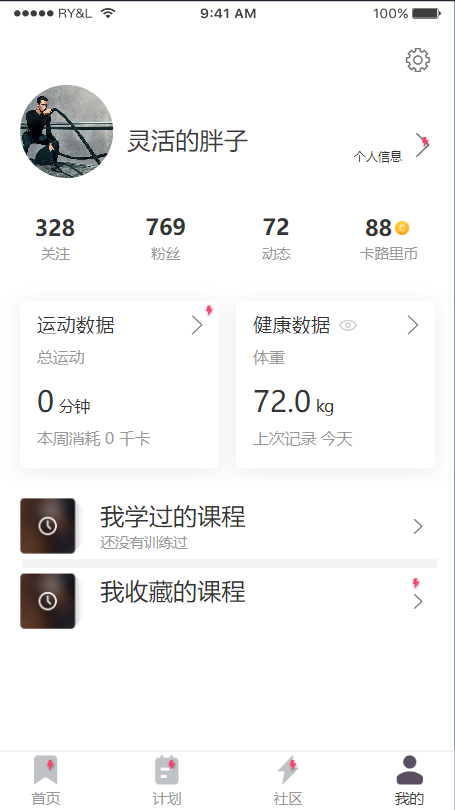 RY&L 9:41 AM 100%
灵活的胖子
个人信息
328 769 72 88
关注 粉丝 动态 卡路里币
运动数据 健康数据
总运动 体重
0 分钟 72.0 kg
本周消耗 0 千卡 上次记录 今天
我学过的课程
还没有训练过
我收藏的课程
首页 计划 社区 我的